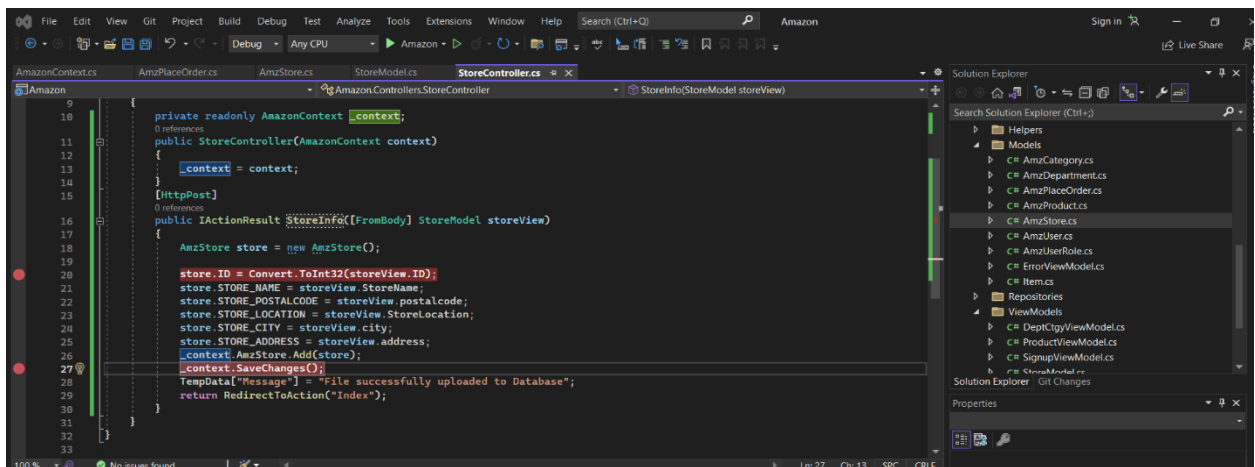 File Edit View Git Project Build Debug Test Analyze Tools Extensions Window Help Search (Ctrl+Q) Amazon Sign in
Debug Any CPU Amazon Live Share
AmazonContext.cs AmzPlaceOrder.cs AmzStore.cs StoreModel.cs StoreController.cs
Amazon Amazon.Controllers.StoreController StoreInfo(StoreModel storeView)
9 {
10 private readonly AmazonContext _context;
0 references
11 public StoreController(AmazonContext context)
12 {
13 _context = context;
14 }
15 [HttpPost]
0 references
16 public IActionResult StoreInfo([FromBody] StoreModel storeView)
17 {
18 AmzStore store = new AmzStore();
19
20 store.ID = Convert.ToInt32(storeView.ID);
21 store.STORE_NAME = storeView.StoreName;
22 store.STORE_POSTALCODE = storeView.postalcode;
23 store.STORE_LOCATION = storeView.StoreLocation;
24 store.STORE_CITY = storeView.city;
25 store.STORE_ADDRESS = storeView.address;
26 _context.AmzStore.Add(store);
27 _context.SaveChanges();
28 TempData["Message"] = "File successfully uploaded to Database";
29 return RedirectToAction("Index");
30 }
31 }
32 }
33
100 % No issues found Ln: 27 Ch: 13 SPC CRLF
Solution Explorer
Search Solution Explorer (Ctrl+;)
Helpers
Models
C# AmzCategory.cs
C# AmzDepartment.cs
C# AmzPlaceOrder.cs
C# AmzProduct.cs
C# AmzStore.cs
C# AmzUser.cs
C# AmzUserRole.cs
C# ErrorViewModel.cs
C# Item.cs
Repositories
ViewModels
C# DeptCtgyViewModel.cs
C# ProductViewModel.cs
C# SignupViewModel.cs
C# StoreModel.cs
Solution Explorer Git Changes
Properties